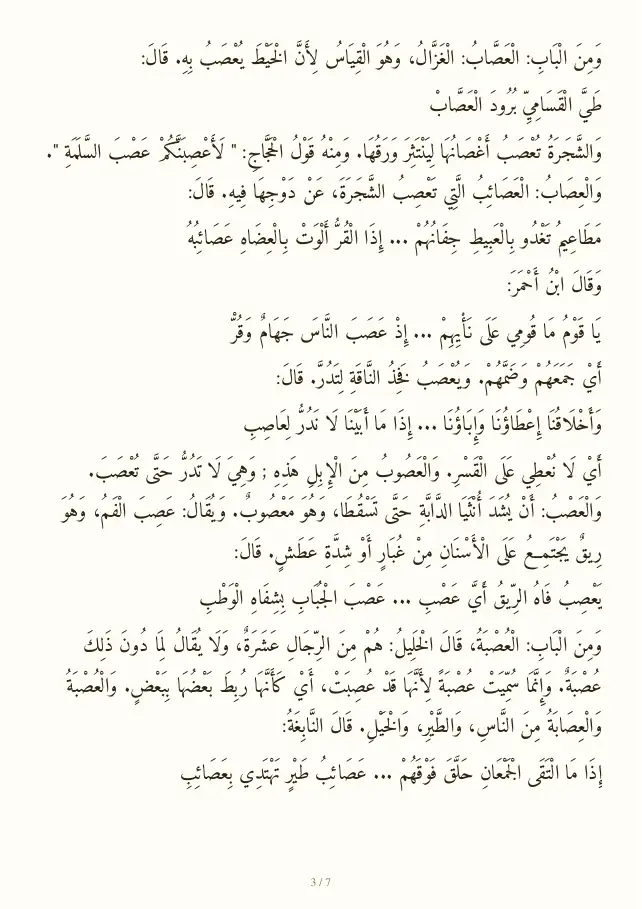 وَمِنَ الْبَابِ: الْعَصَّابُ: الْغَزَّالُ، وَهُوَ الْقِيَاسُ لِأَنَّ الْخَيْطَ يُعْصَبُ بِهِ. قَالَ:
طَيَّ الْقَسَامِيِّ بُرُودَ الْعَصَّابْ
وَالشَّجَرَةُ تُعْصَبُ أَغْصَانُهَا لِيَنْتَثِرَ وَرَقُهَا. وَمِنْهُ قَوْلُ الْحَجَّاجِ: " لَأَعْصِبَنَّكُمْ عَصْبَ السَّلَمَةِ ".
وَالْعِصَابُ: الْعَصَائِبُ الَّتِي تَعْصِبُ الشَّجَرَةَ، عَنْ دَوْجِهَا فِيهِ. قَالَ:
مَطَاعِيمُ تَغْدُو بِالْعَبِيطِ جِفَانُهُمْ ... إِذَا الْقُرُّ أَلْوَتْ بِالْعِضَاهِ عَصَائِبُهُ
وَقَالَ ابْنُ أَحْمَرَ:
يَا قَوْمُ مَا قُومِي عَلَى نَأْيِهِمْ ... إِذْ عَصَبَ النَّاسَ جَهَامٌ وَقُرُّ
أَيْ جَمَعَهُمْ وَضَمَّهُمْ. وَيُعْصَبُ فَخِذُ النَّاقَةِ لِتَدُرَّ. قَالَ:
وَأَخْلَاقُنَا إِعْطَاؤُنَا وَإِبَاؤُنَا ... إِذَا مَا أَبَيْنَا لَا نَدُرُّ لِعَاصِبِ
أَيْ لَا نُعْطِي عَلَى الْقَسْرِ. وَالْعَصُوبُ مِنَ الْإِبِلِ هَذِهِ ; وَهِيَ لَا تَدُرُّ حَتَّى تُعْصَبَ.
وَالْعَصْبُ: أَنْ يُشَدَ أُنْثَيَا الدَّابَّةِ حَتَّى تَسْقُطَا، وَهُوَ مَعْصُوبٌ. وَيُقَالُ: عَصِبَ الْفَمُ، وَهُوَ
رِيقٌ يَجْتَمِعُ عَلَى الْأَسْنَانِ مِنْ غُبَارٍ أَوْ شِدَّةِ عَطَشٍ. قَالَ:
يَعْصِبُ فَاهُ الرِّيقُ أَيَّ عَصْبِ ... عَصْبَ الْجُبَابِ بِشِفَاهِ الْوَطْبِ
وَمِنَ الْبَابِ: الْعُصْبَةُ، قَالَ الْخَلِيلُ: هُمْ مِنَ الرِّجَالِ عَشَرَةٌ، وَلَا يُقَالُ لِمَا دُونَ ذَلِكَ
عُصْبَةٌ. وَإِنَّمَا سُمِّيَتْ عُصْبَةً لِأَنَّهَا قَدْ عُصِبَتْ، أَيْ كَأَنَّهَا رُبِطَ بَعْضُهَا بِبَعْضٍ. وَالْعُصْبَةُ
وَالْعِصَابَةُ مِنَ النَّاسِ، وَالطَّيْرِ، وَالْخَيْلِ. قَالَ النَّابِغَةُ:
إِذَا مَا الْتَقَى الْجَمْعَانِ حَلَّقَ فَوْقَهُمْ ... عَصَائِبُ طَيْرٍ تَهْتَدِي بِعَصَائِبِ
3 / 7